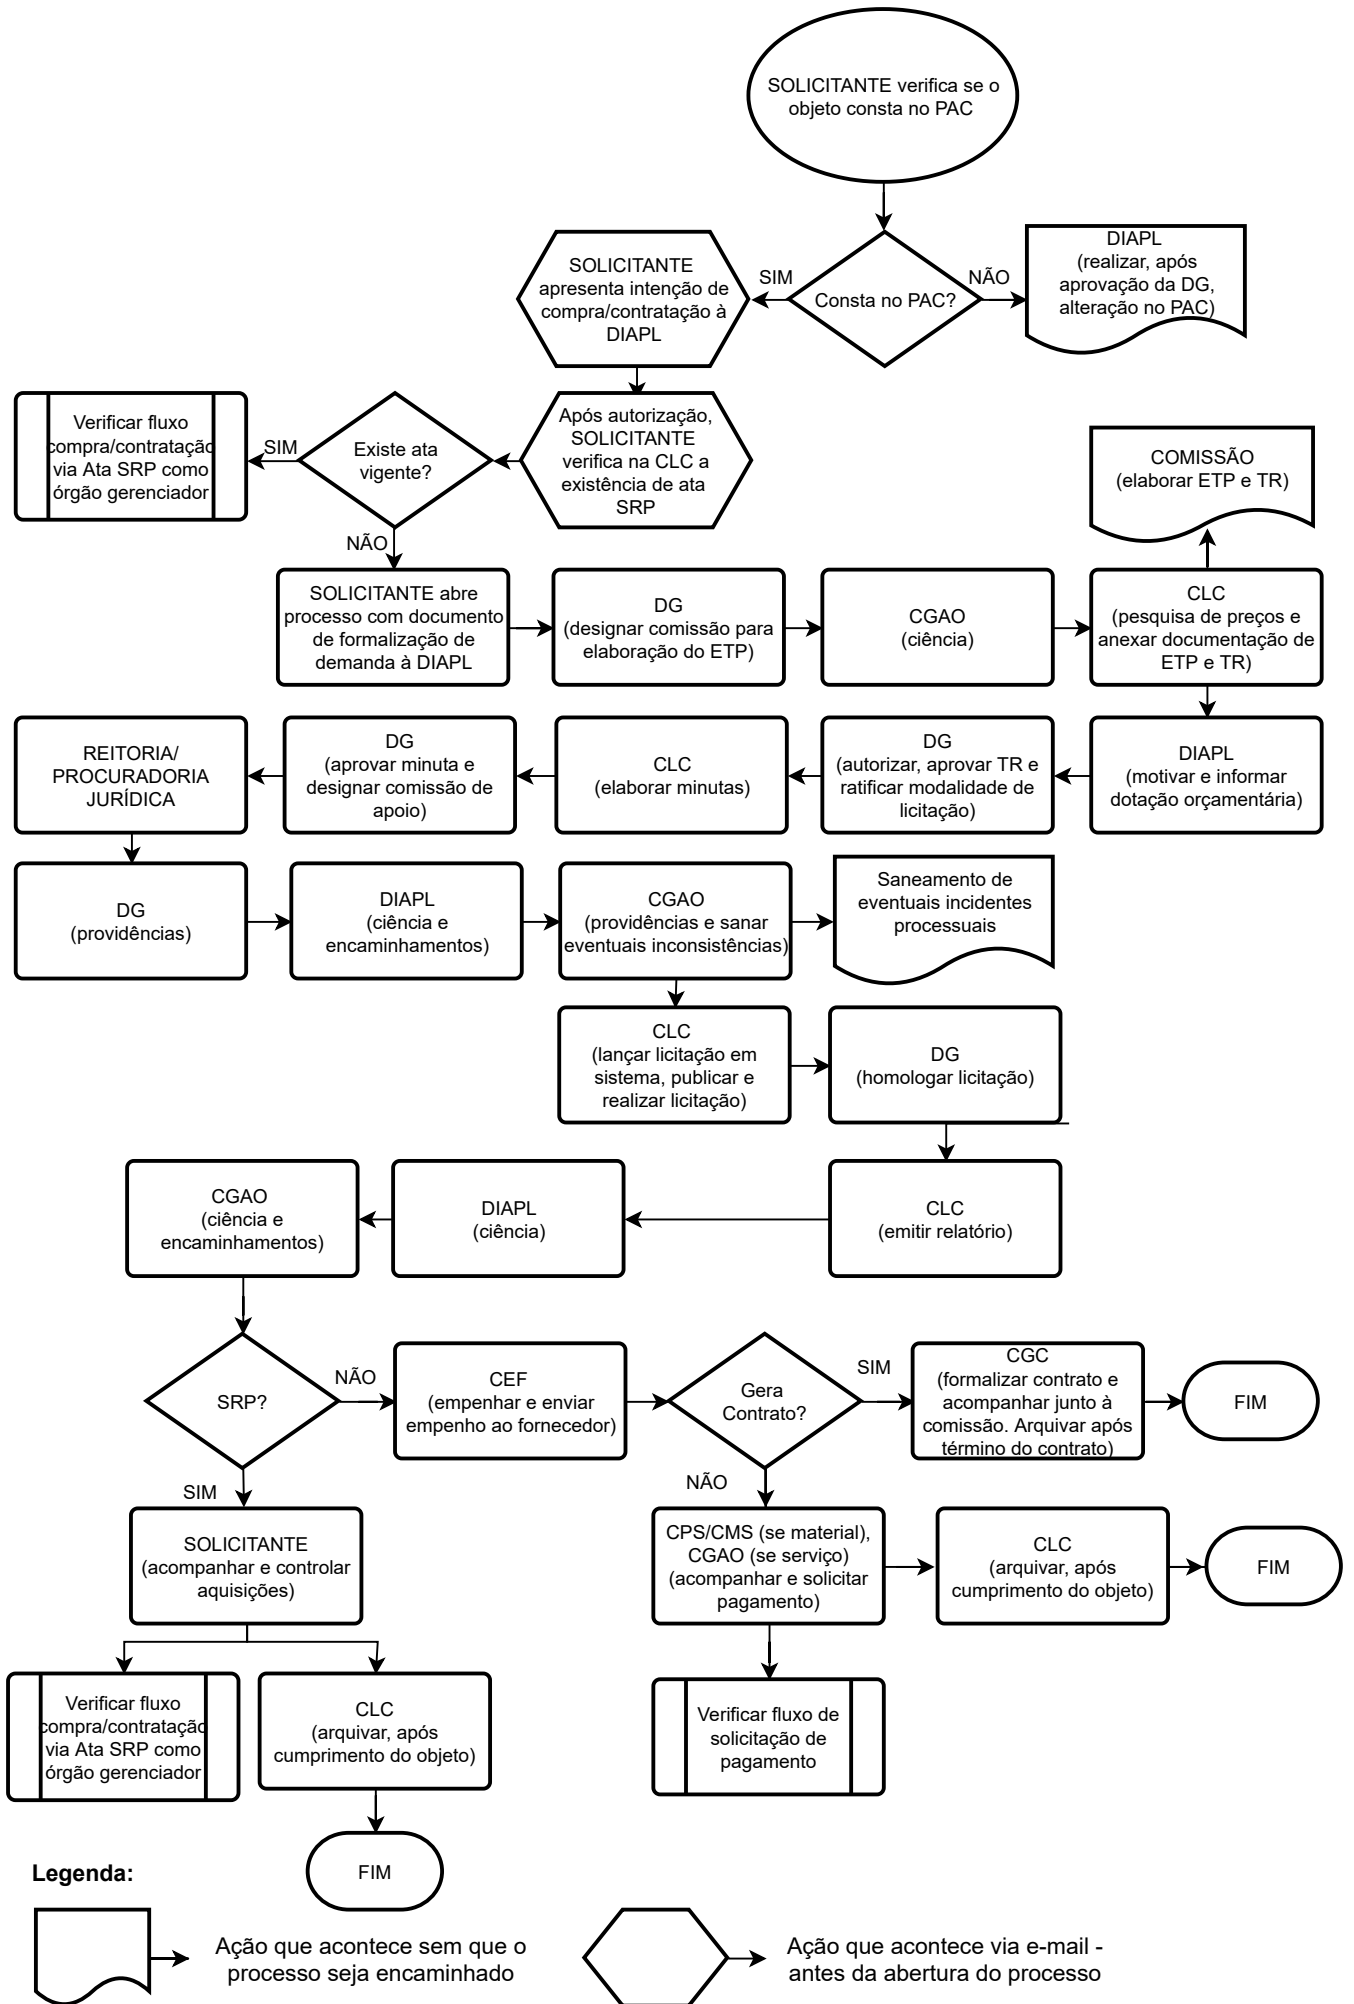 SOLICITANTE verifica se o
objeto consta no PAC
SOLICITANTE
apresenta intenção de
compra/contratação à
DIAPL
SIM
Consta no PAC?
NÃO
DIAPL
(realizar, após
aprovação da DG,
alteração no PAC)
Verificar fluxo
compra/contratação
via Ata SRP como
órgão gerenciador
SIM
Existe ata
vigente?
Após autorização,
SOLICITANTE
verifica na CLC a
existência de ata
SRP
COMISSÃO
(elaborar ETP e TR)
NÃO
SOLICITANTE abre
processo com documento
de formalização de
demanda à DIAPL
DG
(designar comissão para
elaboração do ETP)
CGAO
(ciência)
CLC
(pesquisa de preços e
anexar documentação de
ETP e TR)
REITORIA/
PROCURADORIA
JURÍDICA
DG
(aprovar minuta e
designar comissão de
apoio)
CLC
(elaborar minutas)
DG
(autorizar, aprovar TR e
ratificar modalidade de
licitação)
DIAPL
(motivar e informar
dotação orçamentária)
DG
(providências)
DIAPL
(ciência e
encaminhamentos)
CGAO
(providências e sanar
eventuais inconsistências)
Saneamento de
eventuais incidentes
processuais
CLC
(lançar licitação em
sistema, publicar e
realizar licitação)
DG
(homologar licitação)
CGAO
(ciência e
encaminhamentos)
DIAPL
(ciência)
CLC
(emitir relatório)
SRP?
NÃO
CEF
(empenhar e enviar
empenho ao fornecedor)
Gera
Contrato?
SIM
CGC
(formalizar contrato e
acompanhar junto à
comissão. Arquivar após
término do contrato)
FIM
SIM
NÃO
SOLICITANTE
(acompanhar e controlar
aquisições)
CPS/CMS (se material),
CGAO (se serviço)
(acompanhar e solicitar
pagamento)
CLC
(arquivar, após
cumprimento do objeto)
FIM
Verificar fluxo
compra/contratação
via Ata SRP como
órgão gerenciador
CLC
(arquivar, após
cumprimento do objeto)
Verificar fluxo de
solicitação de
pagamento
FIM
Legenda:
Ação que acontece sem que o
processo seja encaminhado
Ação que acontece via e-mail -
antes da abertura do processo